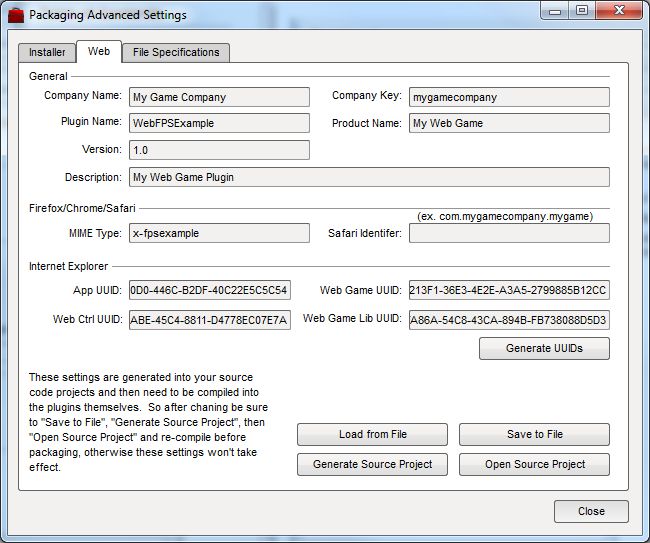 Packaging Advanced Settings
Installer Web File Specifications
General
Company Name: My Game Company Company Key: mygamecompany
Plugin Name: WebFPSExample Product Name: My Web Game
Version: 1.0
Description: My Web Game Plugin
Firefox/Chrome/Safari
(ex. com.mygamecompany.mygame)
MIME Type: x-fpsexample Safari Identifer:
Internet Explorer
App UUID: 0D0-446C-B2DF-40C22E5C5C54 Web Game UUID: 213F1-36E3-4E2E-A3A5-2799885B12CC
Web Ctrl UUID: ABE-45C4-8811-D4778EC07E7A Web Game Lib UUID: A86A-54C8-43CA-894B-FB738088D5D3
Generate UUIDs
These settings are generated into your source
code projects and then need to be compiled into
the plugins themselves. So after chaning be sure
to "Save to File", "Generate Source Project", then
"Open Source Project" and re-compile before
packaging, otherwise these settings won't take
effect.
Load from File Save to File
Generate Source Project Open Source Project
Close